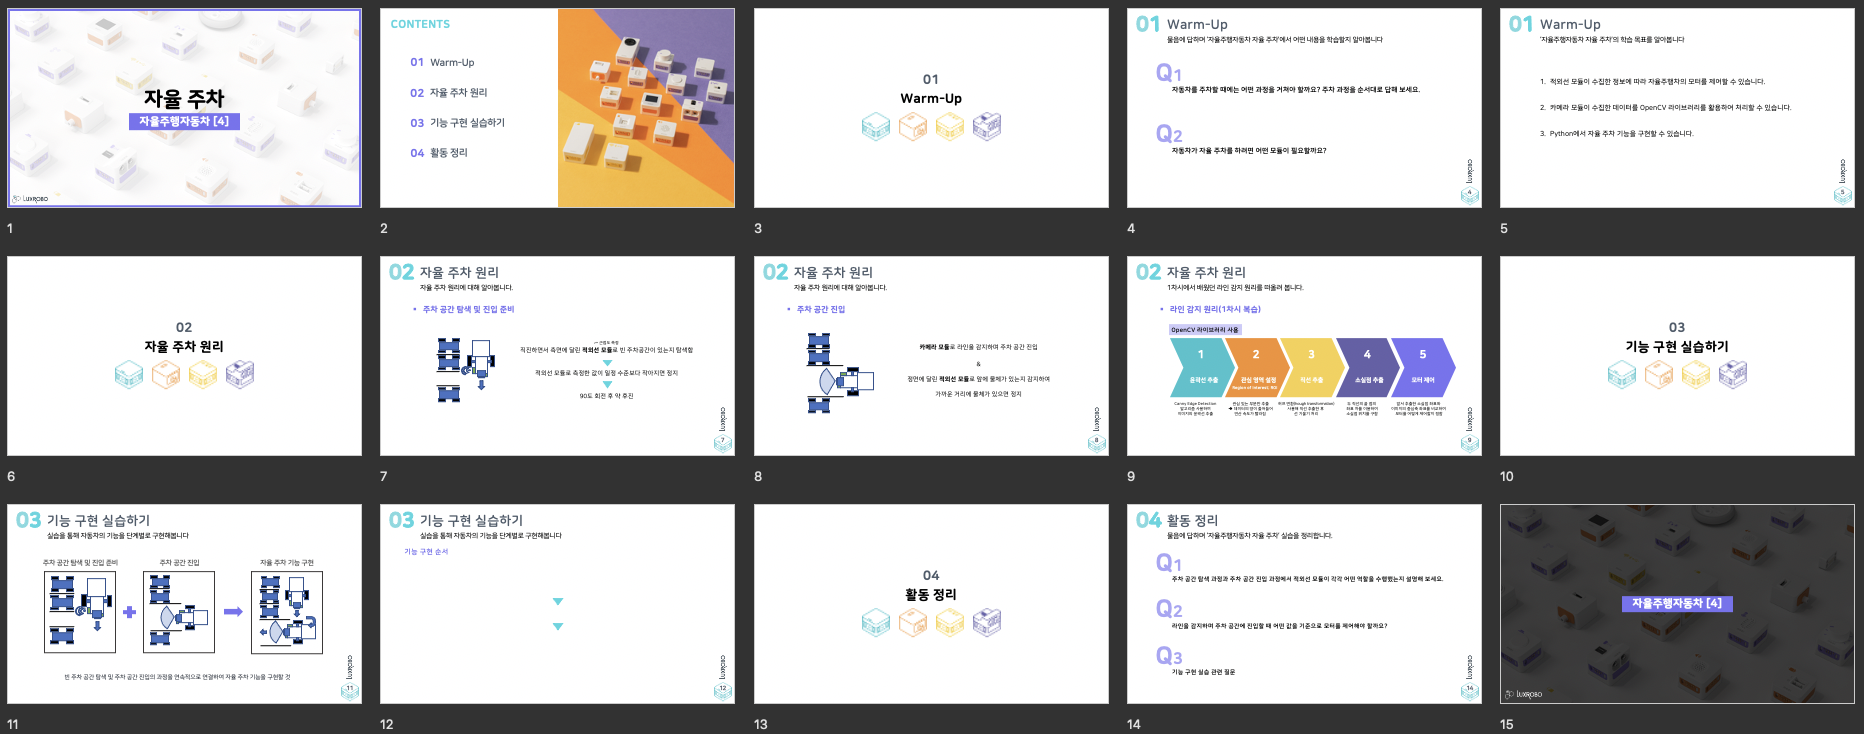 자율 주차
자율주행자동차 [4]
LUXROBO
1
CONTENTS
01 Warm-Up
02 자율 주차 원리
03 기능 구현 실습하기
04 활동 정리
2
01
Warm-Up
3
01 Warm-Up
물음에 답하며 '자율주행자동차 자율 주차'에서 어떤 내용을 학습할지 알아봅니다
Q1
자동차를 주차할 때에는 어떤 과정을 거쳐야 할까요? 주차 과정을 순서대로 답해 보세요.
Q2
자동차가 자율 주차를 하려면 어떤 모듈이 필요할까요?
4
4
01 Warm-Up
'자율주행자동차 자율 주차'의 학습 목표를 알아봅니다
1. 적외선 모듈이 수집한 정보에 따라 자율주행차의 모터를 제어할 수 있습니다.
2. 카메라 모듈이 수집한 데이터를 OpenCV 라이브러리를 활용하여 처리할 수 있습니다.
3. Python에서 자율 주차 기능을 구현할 수 있습니다.
5
5
02
자율 주차 원리
6
02 자율 주차 원리
자율 주차 원리에 대해 알아봅니다.
• 주차 공간 탐색 및 진입 준비
직진하면서 측면에 달린 적외선 모듈로 빈 주차공간이 있는지 탐색함
적외선 모듈로 측정한 값이 일정 수준보다 작아지면 정지
90도 회전 후 약 후진
7
7
02 자율 주차 원리
자율 주차 원리에 대해 알아봅니다.
• 주차 공간 진입
카메라 모듈로 라인을 감지하며 주차 공간 진입
&
정면에 달린 적외선 모듈로 앞에 물체가 있는지 감지하여
가까운 거리에 물체가 있으면 정지
8
8
02 자율 주차 원리
1차시에서 배웠던 라인 감지 원리를 떠올려 봅니다.
• 라인 감지 원리(1차시 복습)
OpenCV 라이브러리 사용
1 2 3 4 5
윤곽선 추출
관심 영역 설정
Region of Interest, ROI
직선 추출
소실점 추출
모터 제어
Canny Edge Detection
9
9
03
기능 구현 실습하기
10
03 기능 구현 실습하기
실습을 통해 자동차의 기능을 단계별로 구현해봅니다
주차 공간 탐색 및 진입 준비
주차 공간 진입
자율 주차 기능 구현
빈 주차 공간 탐색 및 주차 공간 진입의 과정을 연속적으로 연결하여 자율 주차 기능을 구현할 것
11
11
03 기능 구현 실습하기
실습을 통해 자동차의 기능을 단계별로 구현해봅니다
기능 구현 순서
12
12
04
활동 정리
13
04 활동 정리
물음에 답하며 '자율주행자동차 자율 주차' 실습을 정리합니다.
Q1
주차 공간 탐색 과정과 주차 공간 진입 과정에서 적외선 모듈이 각각 어떤 역할을 수행했는지 설명해 보세요.
Q2
라인을 감지하며 주차 공간에 진입할 때 어떤 값을 기준으로 모터를 제어해야 할까요?
Q3
기능 구현 실습 관련 질문
14
14
자율주행자동차 [4]
LUXROBO
15